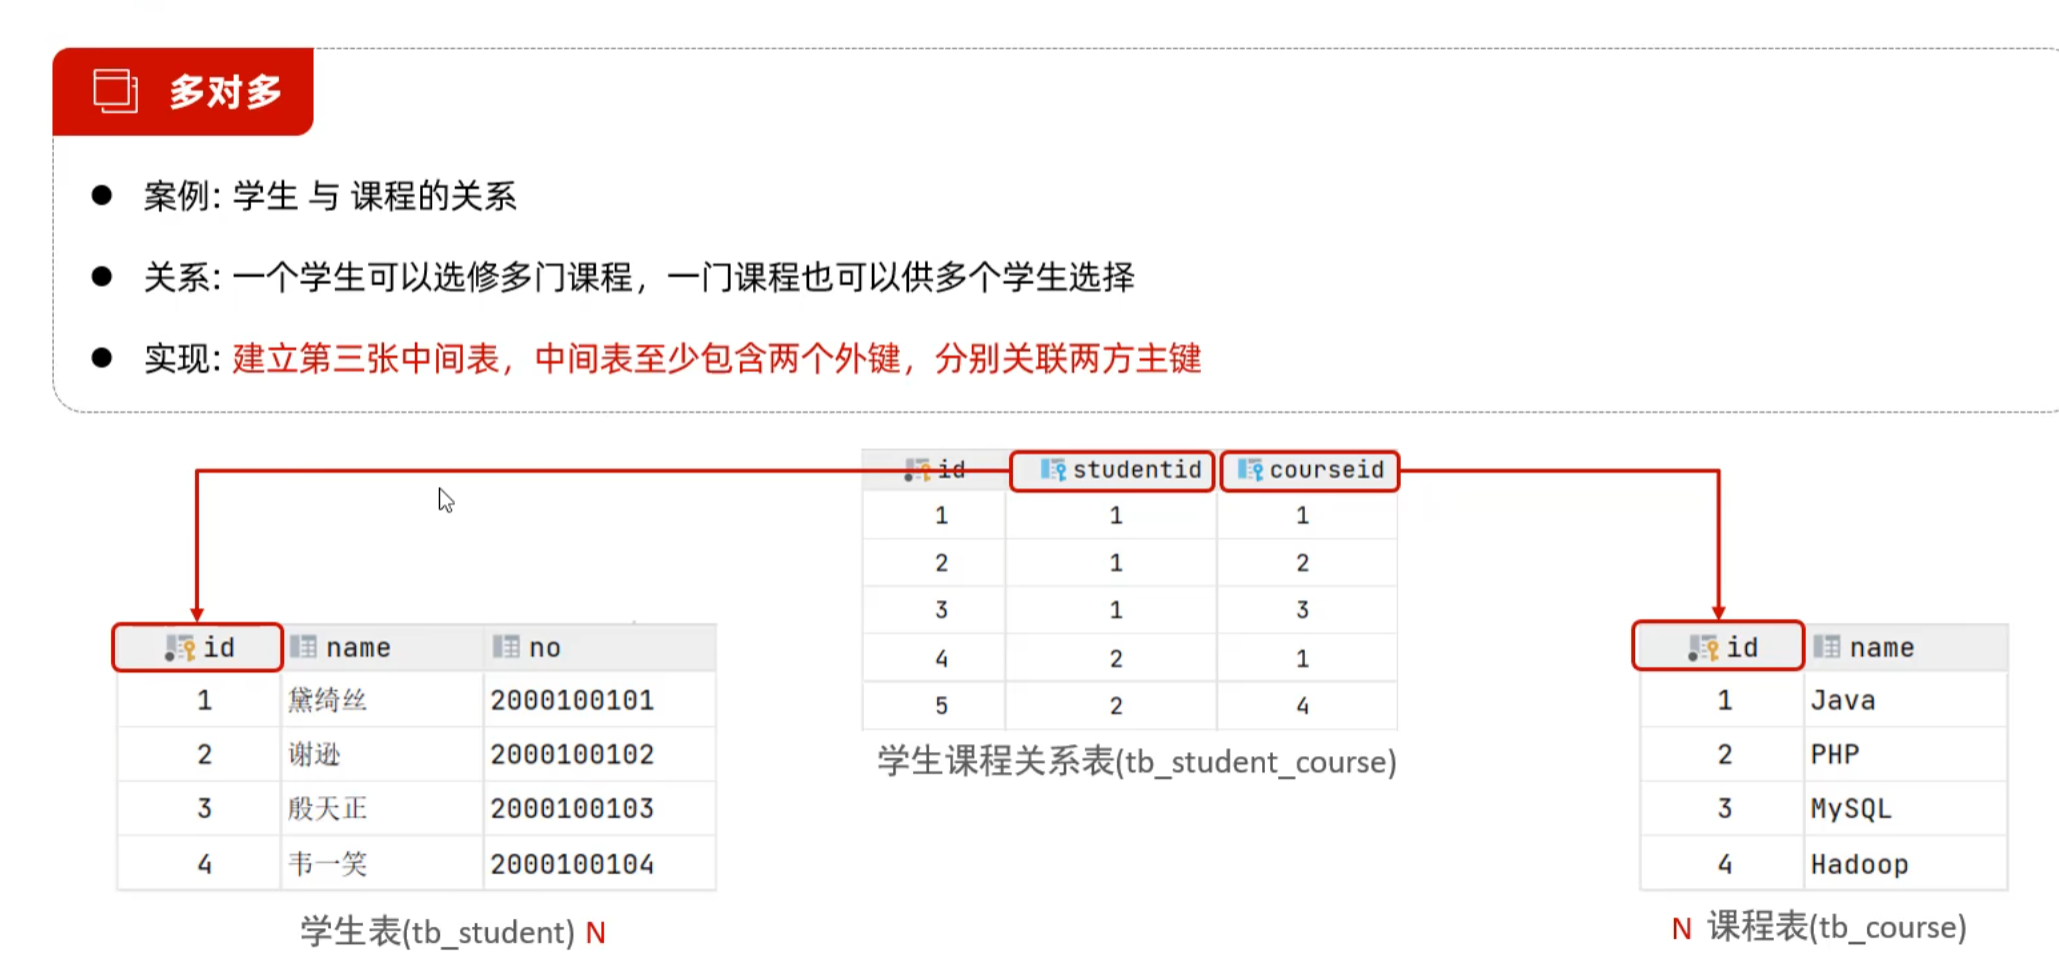 多对多
案例: 学生 与 课程的关系
关系: 一个学生可以选修多门课程，一门课程也可以供多个学生选择
实现: 建立第三张中间表，中间表至少包含两个外键，分别关联两方主键
id studentid courseid
1 1 1
2 1 2
3 1 3
4 2 1
5 2 4
学生课程关系表(tb_student_course)
id name no
1 黛绮丝 2000100101
2 谢逊 2000100102
3 殷天正 2000100103
4 韦一笑 2000100104
学生表(tb_student) N
id name
1 Java
2 PHP
3 MySQL
4 Hadoop
N 课程表(tb_course)